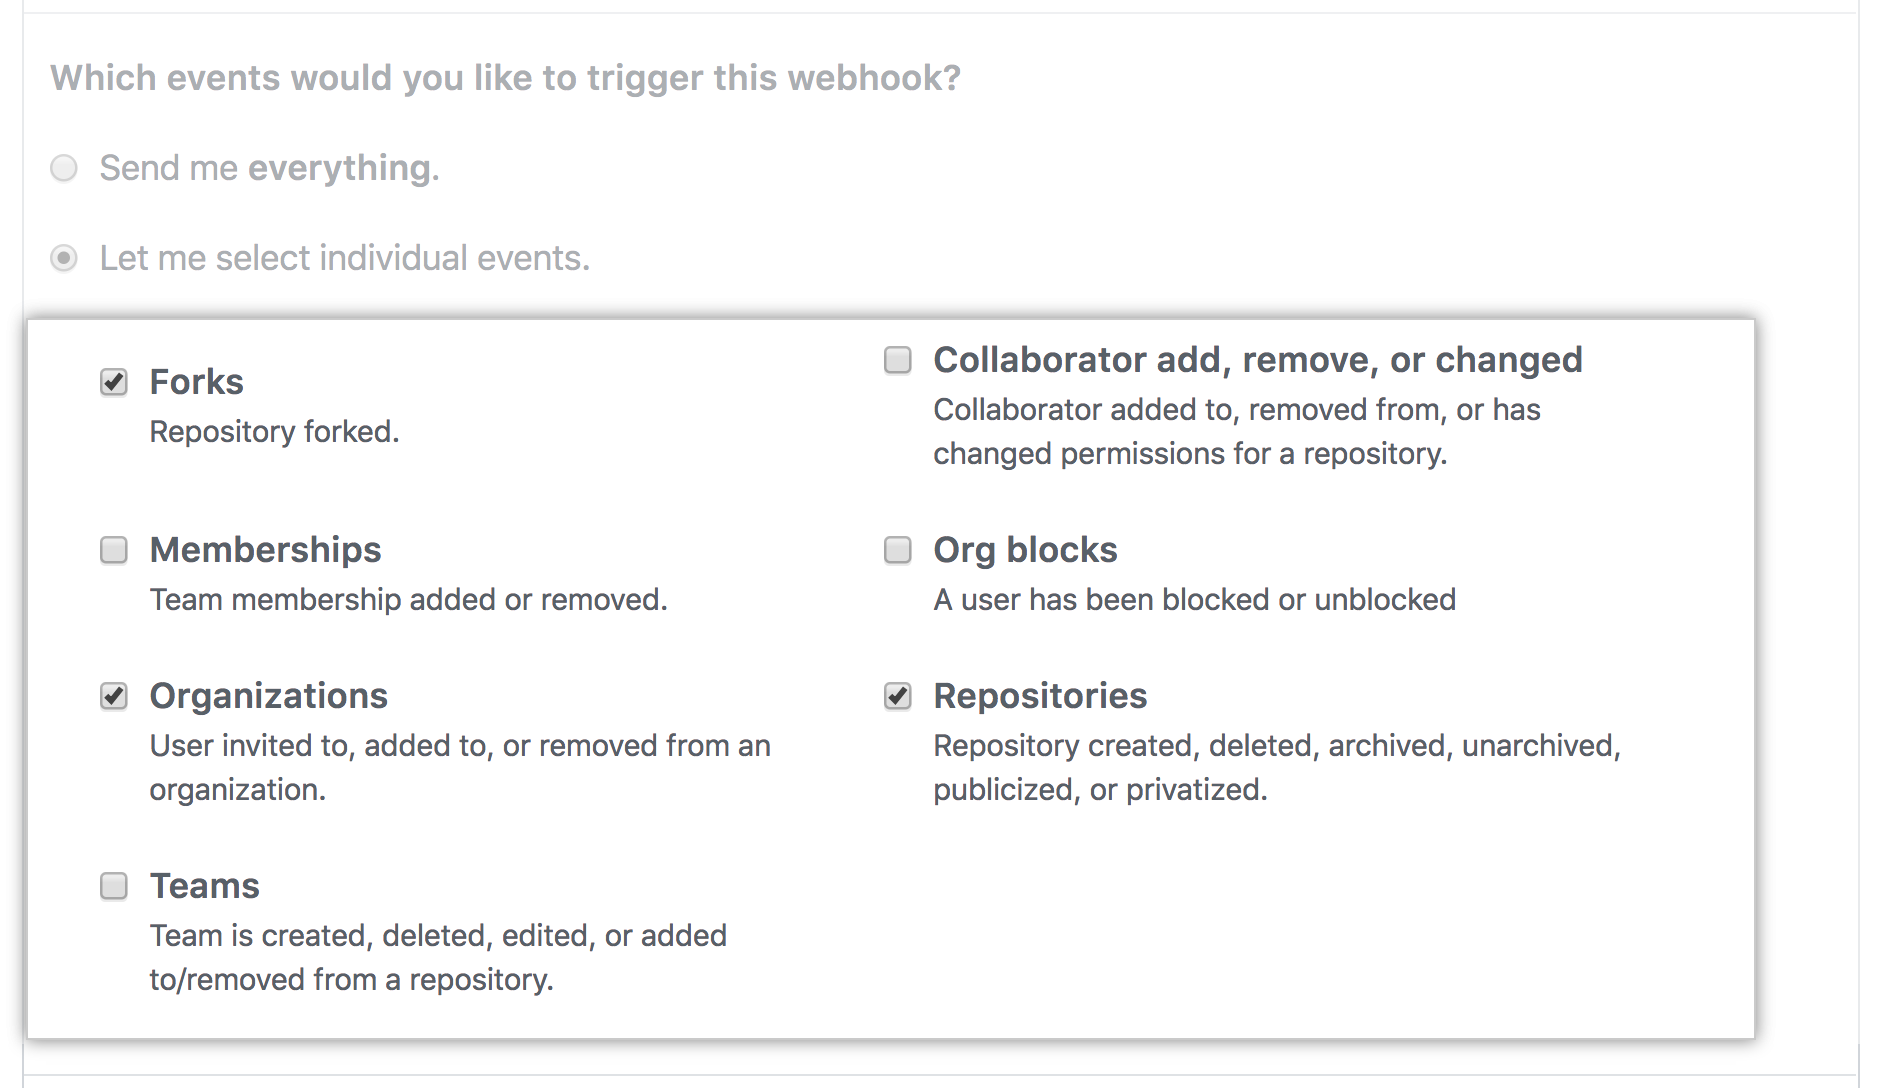 Which events would you like to trigger this webhook?
Send me everything.
Let me select individual events.
Forks
Repository forked.
Collaborator add, remove, or changed
Collaborator added to, removed from, or has
changed permissions for a repository.
Memberships
Team membership added or removed.
Org blocks
A user has been blocked or unblocked
Organizations
User invited to, added to, or removed from an
organization.
Repositories
Repository created, deleted, archived, unarchived,
publicized, or privatized.
Teams
Team is created, deleted, edited, or added
to/removed from a repository.